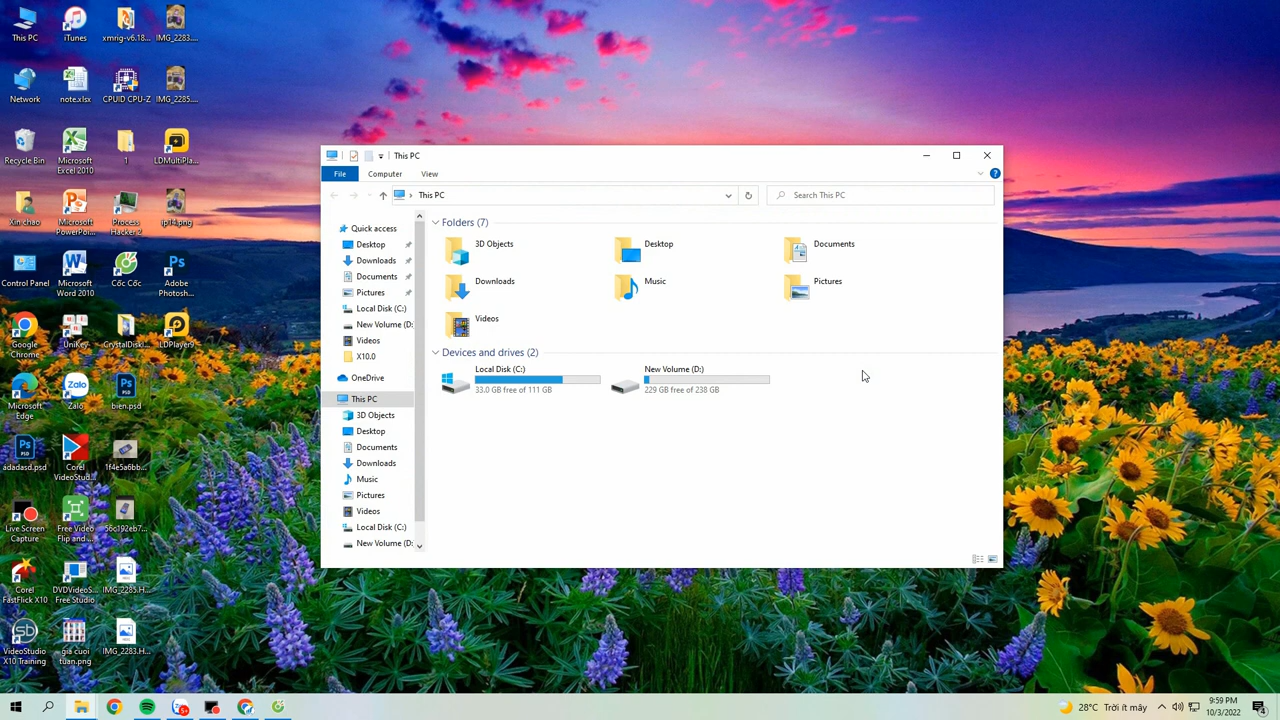 This PC
iTunes
xmrig-v6.18...
IMG_2283....
Network
note.xlsx
CPUID CPU-Z
IMG_2285....
Recycle Bin
Microsoft
Excel 2010
1
LDMultiPla...
Xin chao
Microsoft
PowerPoi...
Process
Hacker 2
ip14.png
Control Panel
Microsoft
Word 2010
Cốc Cốc
Adobe
Photosh...
Google
Chrome
UniKey
CrystalDiskI...
LDPlayer9
Microsoft
Edge
Zalo
bien.psd
adadasd.psd
Corel
VideoStud...
1f4e5a6bb...
Live Screen
Capture
Free Video
Flip and ...
56c192eb7...
Corel
FastFlick X10
DVDVideoS...
Free Studio
IMG_2285.H...
VideoStudio
X10 Training
gia cuoi
tuan.png
IMG_2283.H...
This PC
File
Computer
View
This PC
Search This PC
Quick access
Desktop
Downloads
Documents
Pictures
Local Disk (C:)
New Volume (D:
Videos
X10.0
OneDrive
This PC
3D Objects
Desktop
Documents
Downloads
Music
Pictures
Videos
Local Disk (C:)
New Volume (D:
Folders (7)
3D Objects
Desktop
Documents
Downloads
Music
Pictures
Videos
Devices and drives (2)
Local Disk (C:)
33.0 GB free of 111 GB
New Volume (D:)
229 GB free of 238 GB
28°C Trời ít mây
9:59 PM
10/3/2022